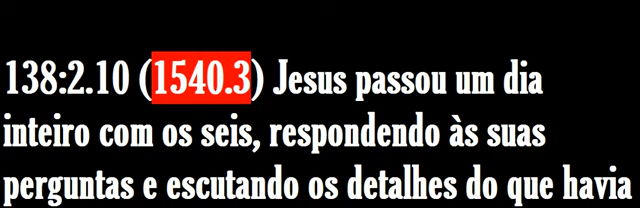 138:2.10 (1540.3) Jesus passou um dia
inteiro com os seis, respondendo às suas
perguntas e escutando os detalhes do que havia